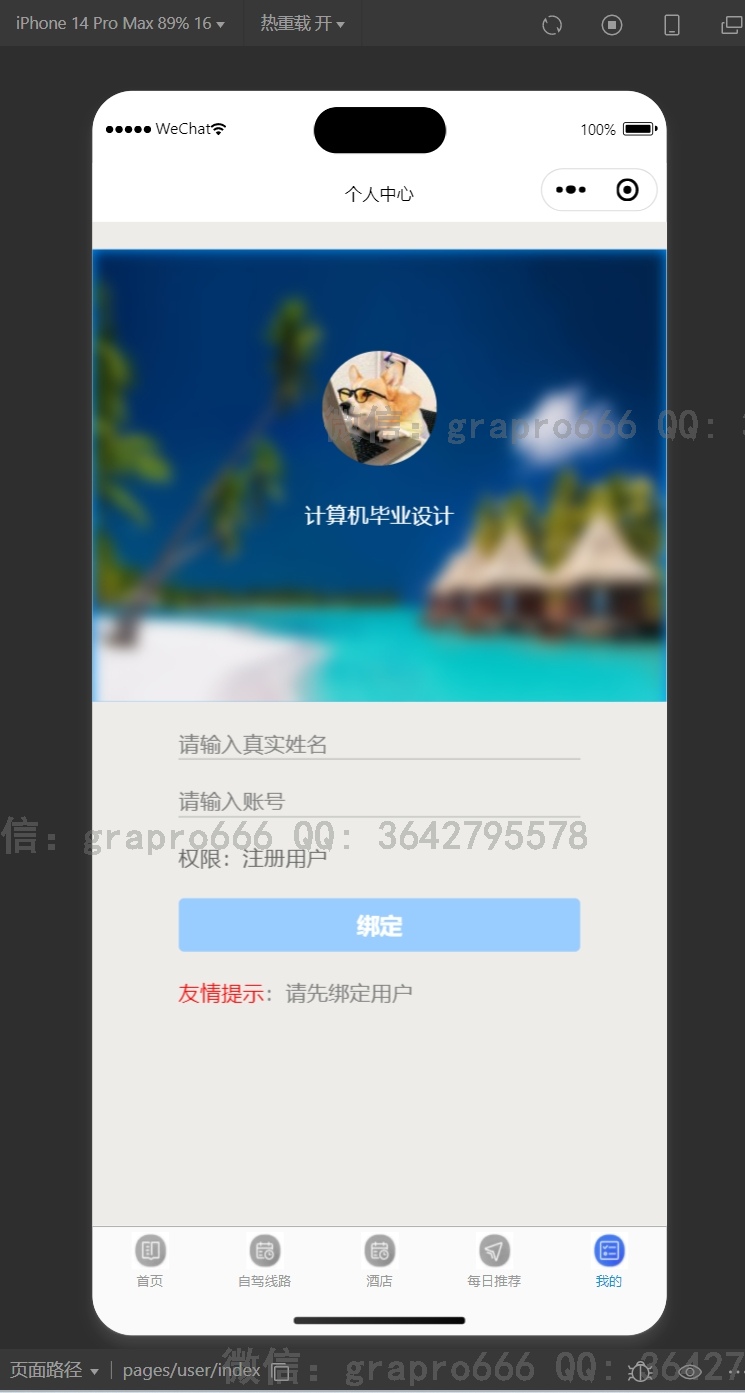 iPhone 14 Pro Max 89% 16 热重载 开
WeChat 100%
个人中心
微信: grapro666 QQ: 3
计算机毕业设计
请输入真实姓名
请输入账号
信: grapro666 QQ: 3642795578
权限：注册用户
绑定
友情提示：请先绑定用户
首页 自驾线路 酒店 每日推荐 我的
页面路径 pages/user/index
微信: grapro666 QQ: 36427